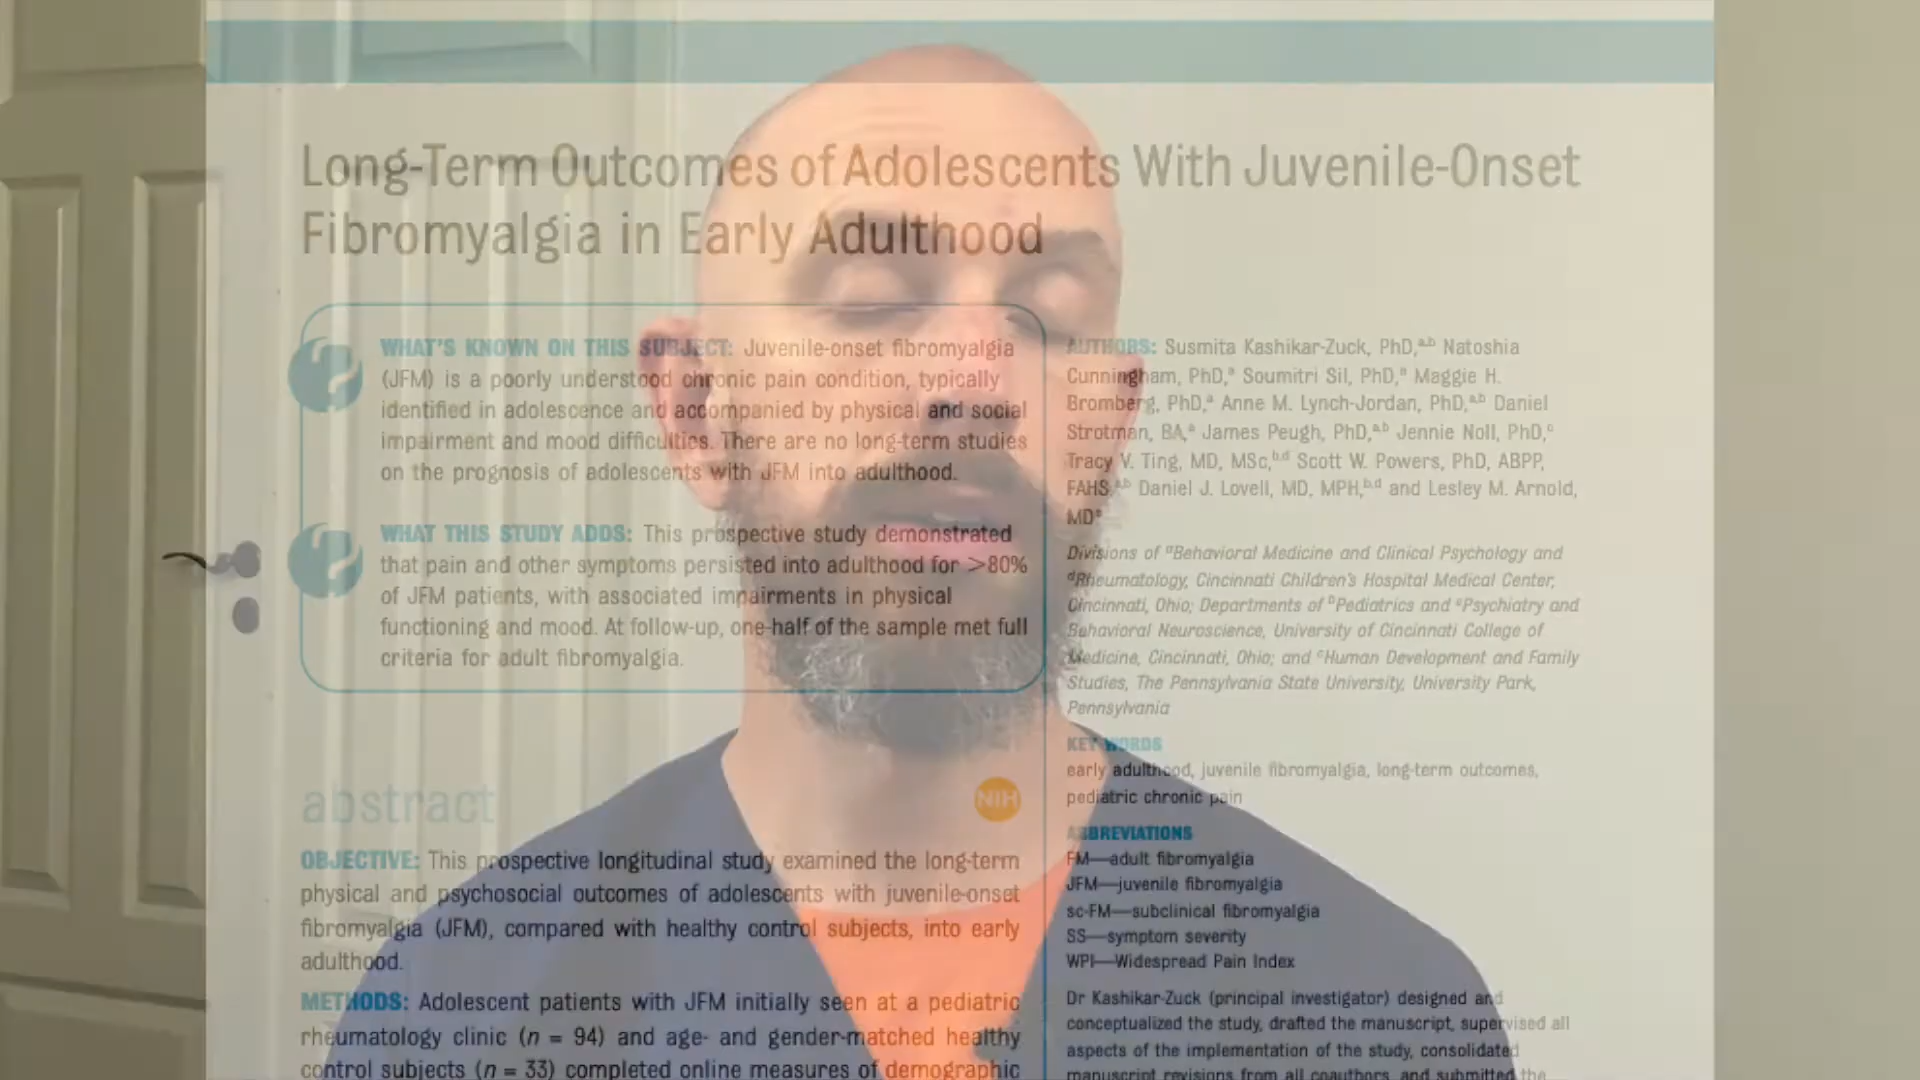 Long-Term Outcomes of Adolescents With Juvenile-Onset
Fibromyalgia in Early Adulthood
WHAT'S KNOWN ON THIS SUBJECT: Juvenile-onset fibromyalgia
(JFM) is a poorly understood chronic pain condition, typically
identified in adolescence and accompanied by physical and social
impairment and mood difficulties. There are no long-term studies
on the prognosis of adolescents with JFM into adulthood.
WHAT THIS STUDY ADDS: This prospective study demonstrated
that pain and other symptoms persisted into adulthood for >80%
of JFM patients, with associated impairments in physical
functioning and mood. At follow-up, one-half of the sample met full
criteria for adult fibromyalgia.
abstract
NIH
OBJECTIVE: This prospective longitudinal study examined the long-term
physical and psychosocial outcomes of adolescents with juvenile-onset
fibromyalgia (JFM), compared with healthy control subjects, into early
adulthood.
METHODS: Adolescent patients with JFM initially seen at a pediatric
rheumatology clinic (n = 94) and age- and gender-matched healthy
control subjects (n = 33) completed online measures of demographic
AUTHORS: Susmita Kashikar-Zuck, PhD,a,b Natoshia
Cunningham, PhD,a Soumitri Sil, PhD,a Maggie H.
Bromberg, PhD,a Anne M. Lynch-Jordan, PhD,a,b Daniel
Strotman, BA,a James Peugh, PhD,a,b Jennie Noll, PhD,c
Tracy V. Ting, MD, MSc,b,d Scott W. Powers, PhD, ABPP,
FAHS,a,b Daniel J. Lovell, MD, MPH,b,d and Lesley M. Arnold,
MDe
Divisions of aBehavioral Medicine and Clinical Psychology and
dRheumatology, Cincinnati Children's Hospital Medical Center,
Cincinnati, Ohio; Departments of bPediatrics and ePsychiatry and
Behavioral Neuroscience, University of Cincinnati College of
Medicine, Cincinnati, Ohio; and cHuman Development and Family
Studies, The Pennsylvania State University, University Park,
Pennsylvania
KEY WORDS
early adulthood, juvenile fibromyalgia, long-term outcomes,
pediatric chronic pain
ABBREVIATIONS
FM—adult fibromyalgia
JFM—juvenile fibromyalgia
sc-FM—subclinical fibromyalgia
SS—symptom severity
WPI—Widespread Pain Index
Dr Kashikar-Zuck (principal investigator) designed and
conceptualized the study, drafted the manuscript, supervised all
aspects of the implementation of the study, consolidated
manuscript revisions from all coauthors, and submitted the